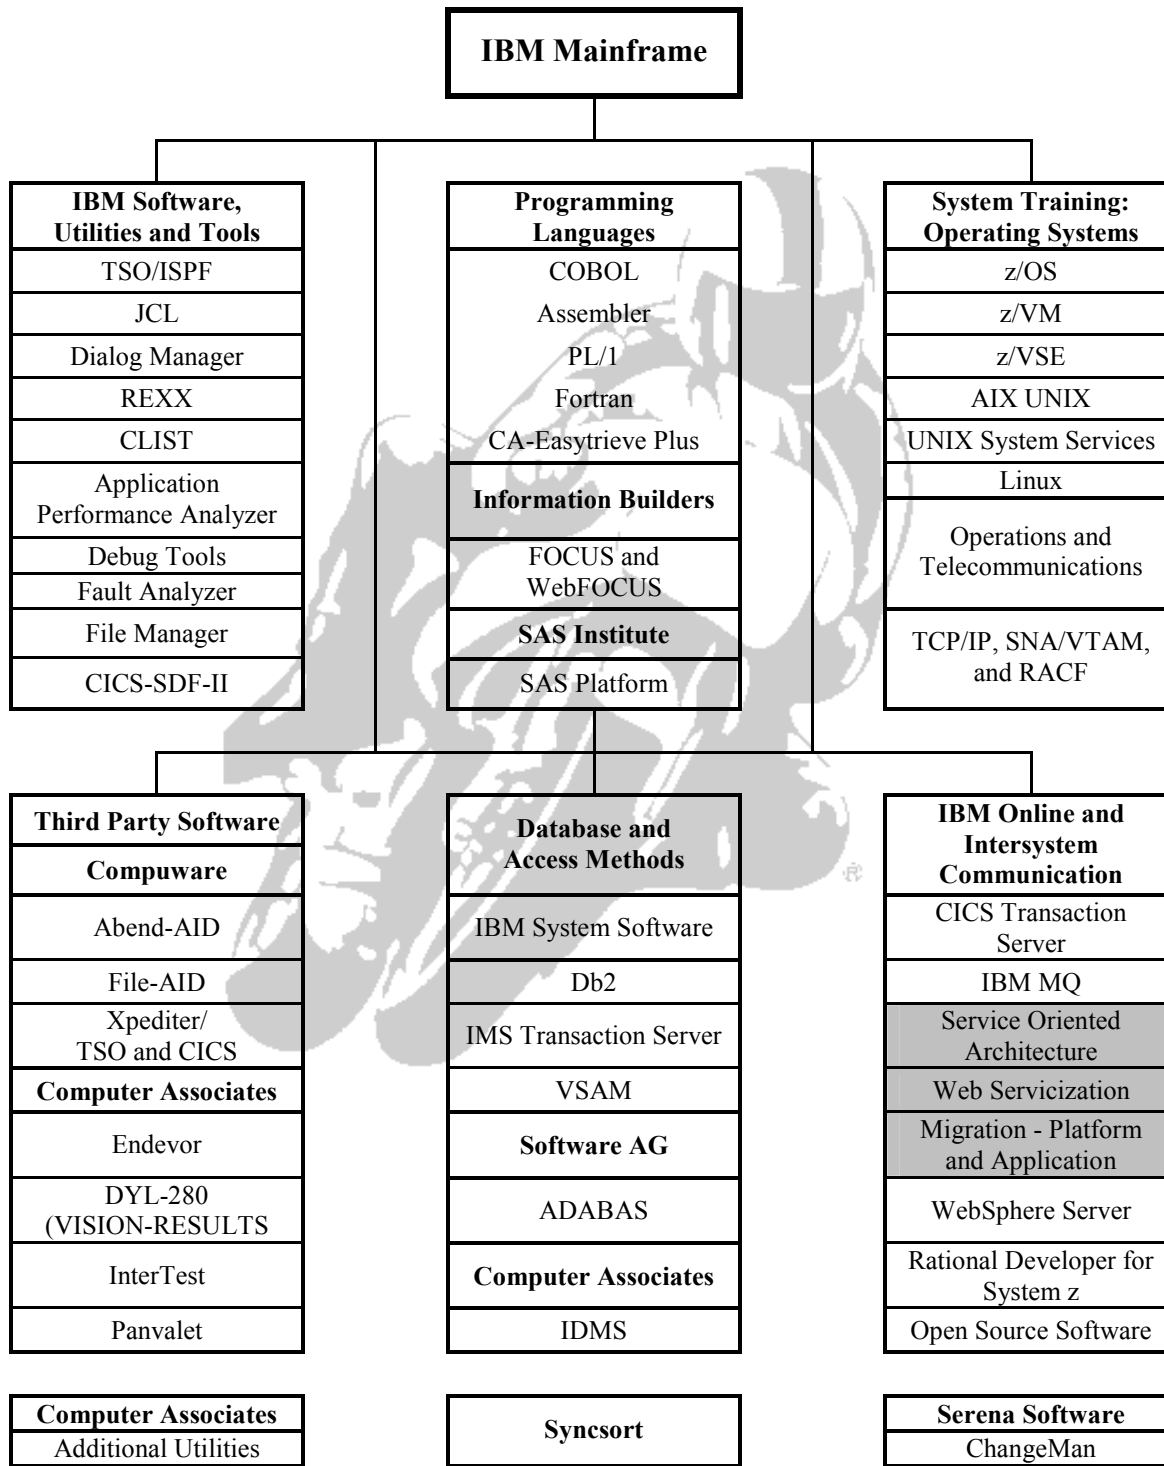 IBM Mainframe
IBM Software,
Utilities and Tools
TSO/ISPF
JCL
Dialog Manager
REXX
CLIST
Application
Performance Analyzer
Debug Tools
Fault Analyzer
File Manager
CICS-SDF-II
Programming
Languages
COBOL
Assembler
PL/1
Fortran
CA-Easytrieve Plus
Information Builders
FOCUS and
WebFOCUS
SAS Institute
SAS Platform
System Training:
Operating Systems
z/OS
z/VM
z/VSE
AIX UNIX
UNIX System Services
Linux
Operations and
Telecommunications
TCP/IP, SNA/VTAM,
and RACF
Third Party Software
Compuware
Abend-AID
File-AID
Xpediter/
TSO and CICS
Computer Associates
Endevor
DYL-280
(VISION-RESULTS
InterTest
Panvalet
Database and
Access Methods
IBM System Software
Db2
IMS Transaction Server
VSAM
Software AG
ADABAS
Computer Associates
IDMS
IBM Online and
Intersystem
Communication
CICS Transaction
Server
IBM MQ
Service Oriented
Architecture
Web Servicization
Migration - Platform
and Application
WebSphere Server
Rational Developer for
System z
Open Source Software
®
Computer Associates
Additional Utilities
Syncsort
Serena Software
ChangeMan